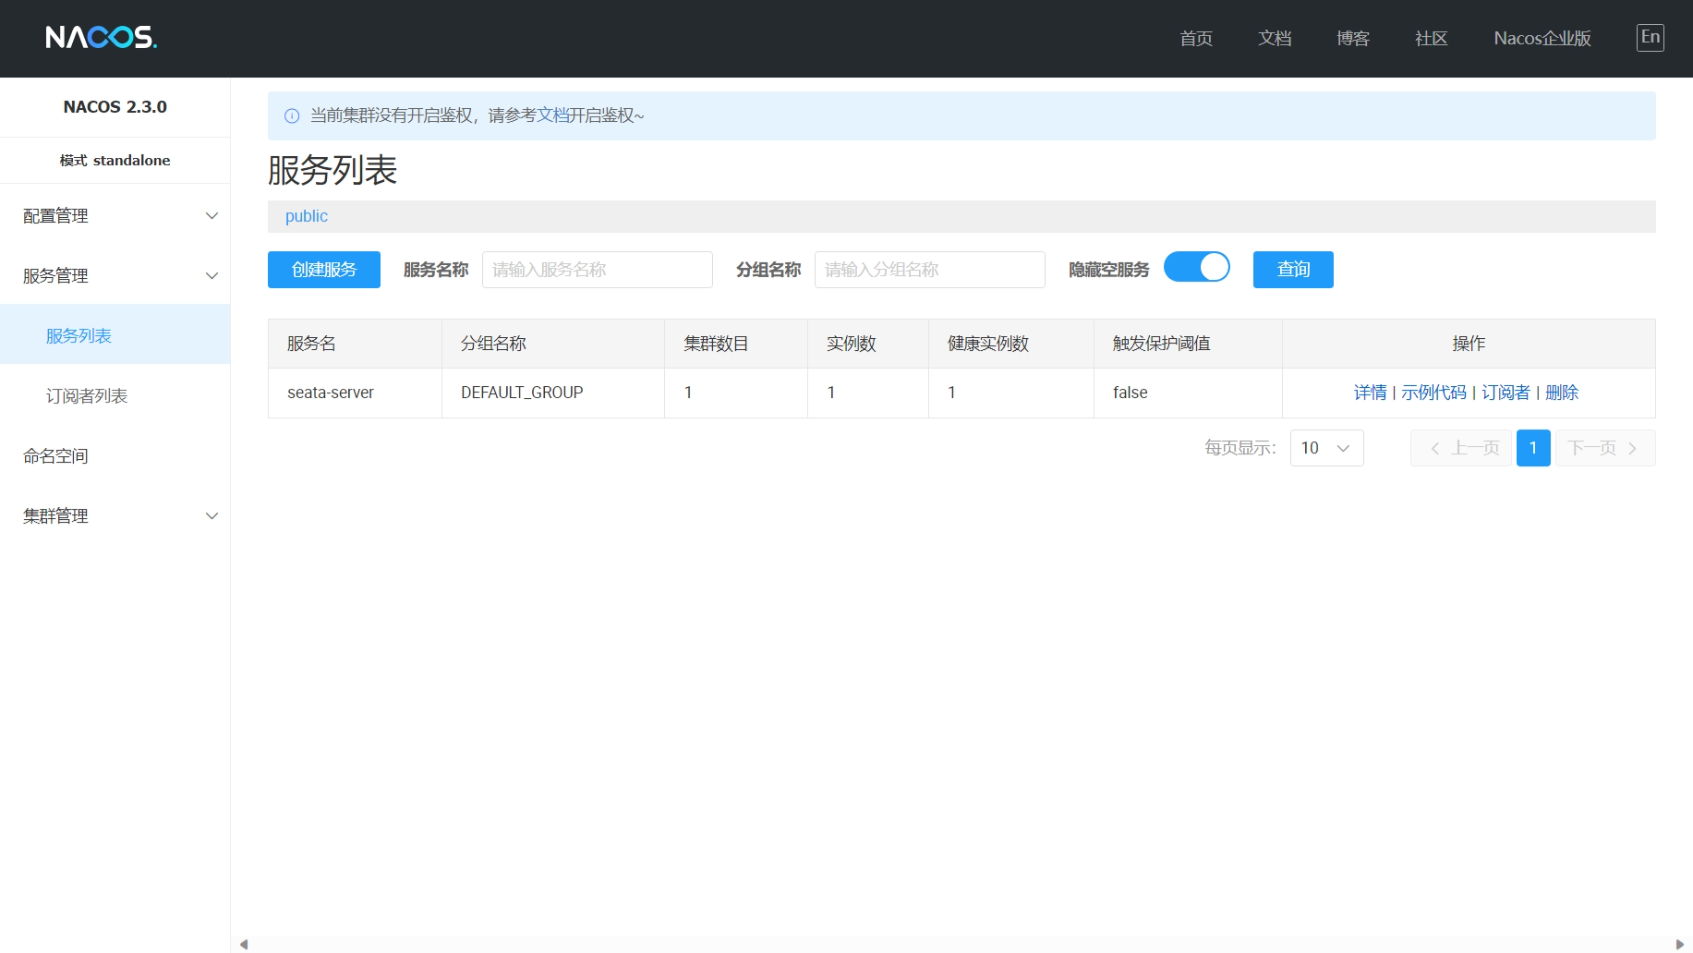 NACOS.
首页 文档 博客 社区 Nacos企业版 En
NACOS 2.3.0
模式 standalone
配置管理
服务管理
服务列表
订阅者列表
命名空间
集群管理
当前集群没有开启鉴权，请参考文档开启鉴权~
服务列表
public
创建服务 服务名称 请输入服务名称 分组名称 请输入分组名称 隐藏空服务 查询
服务名 分组名称 集群数目 实例数 健康实例数 触发保护阈值 操作
seata-server DEFAULT_GROUP 1 1 1 false 详情 | 示例代码 | 订阅者 | 删除
每页显示： 10 上一页 1 下一页